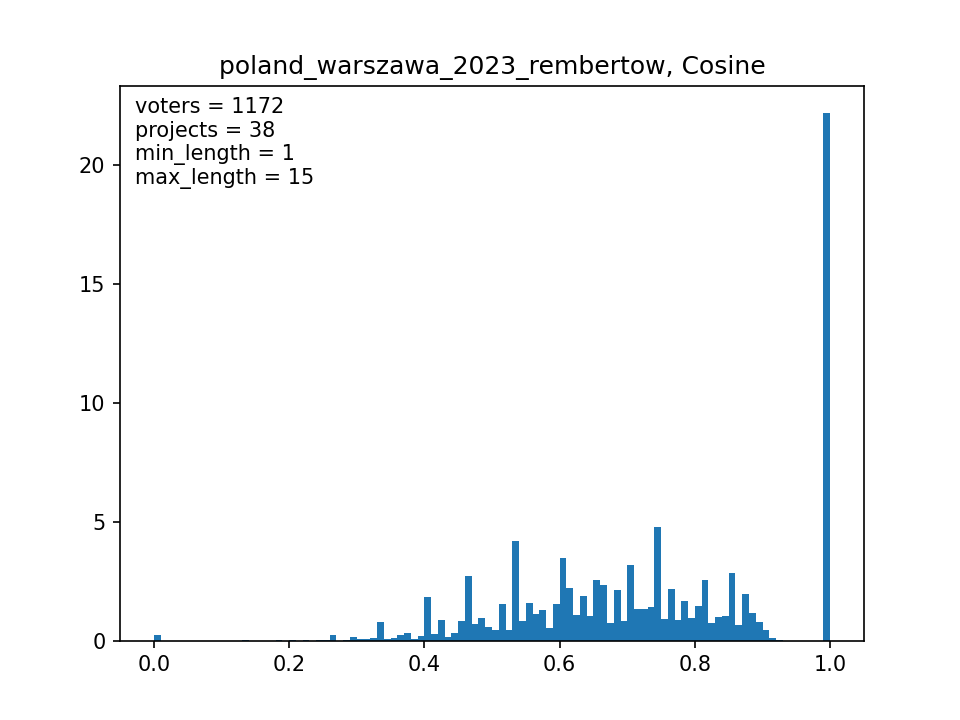 poland_warszawa_2023_rembertow, Cosine
voters = 1172
projects = 38
min_length = 1
max_length = 15
20
15
10
5
0
0.0 0.2 0.4 0.6 0.8 1.0